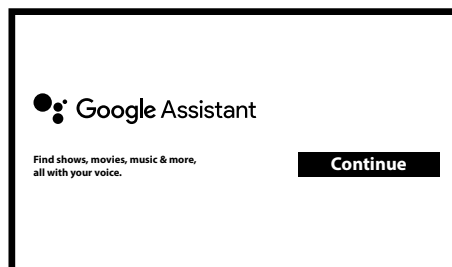 Google Assistant
Find shows, movies, music & more,
all with your voice.
Continue